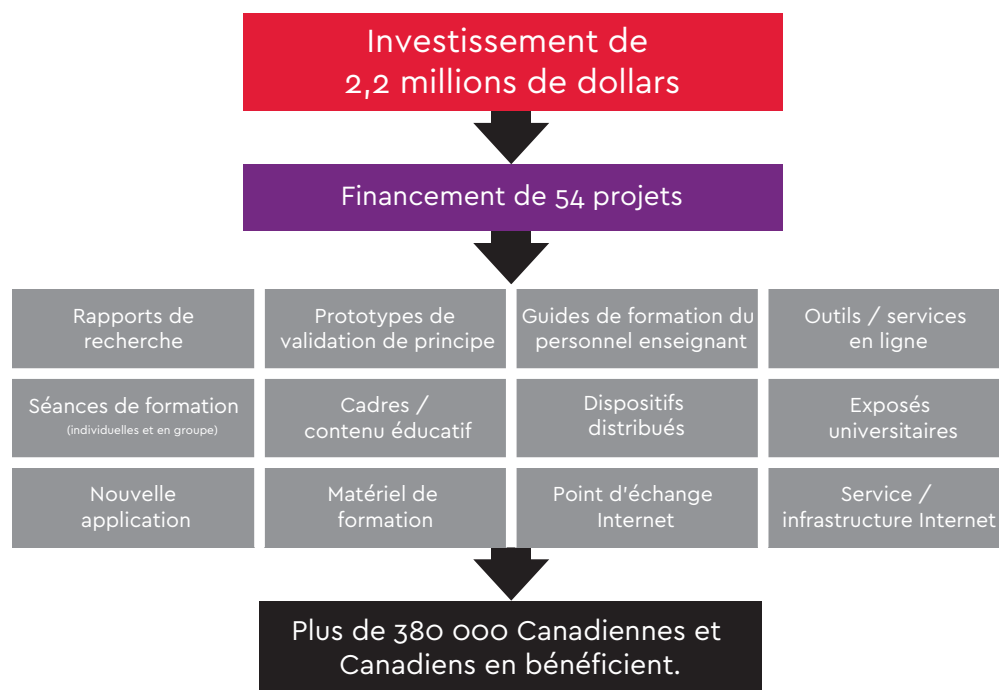 Investissement de
2,2 millions de dollars
Financement de 54 projets
Rapports de
recherche
Prototypes de
validation de principe
Guides de formation du
personnel enseignant
Outils / services
en ligne
Séances de formation
(individuelles et en groupe)
Cadres /
contenu éducatif
Dispositifs
distribués
Exposés
universitaires
Nouvelle
application
Matériel de
formation
Point d'échange
Internet
Service /
infrastructure Internet
Plus de 380 000 Canadiennes et
Canadiens en bénéficient.